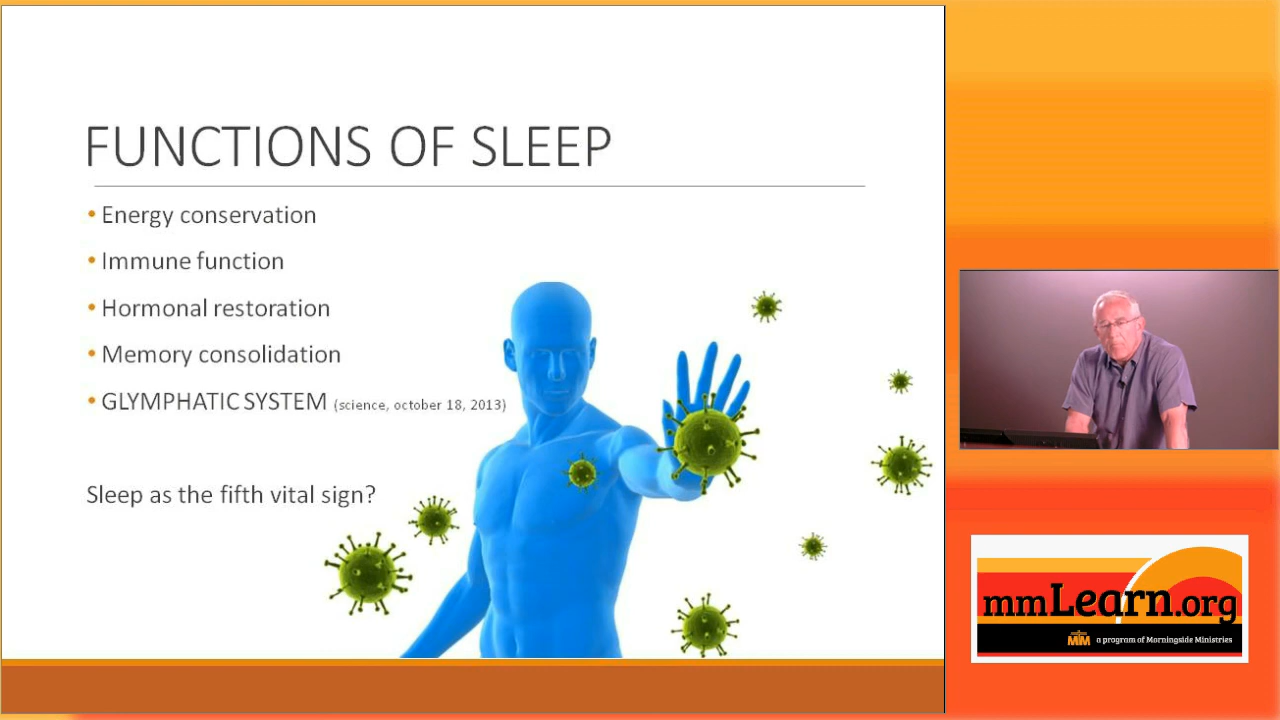 FUNCTIONS OF SLEEP
• Energy conservation
• Immune function
• Hormonal restoration
• Memory consolidation
• GLYMPHATIC SYSTEM (science, october 18, 2013)
Sleep as the fifth vital sign?
mmLearn.org
MM a program of Morningside Ministries